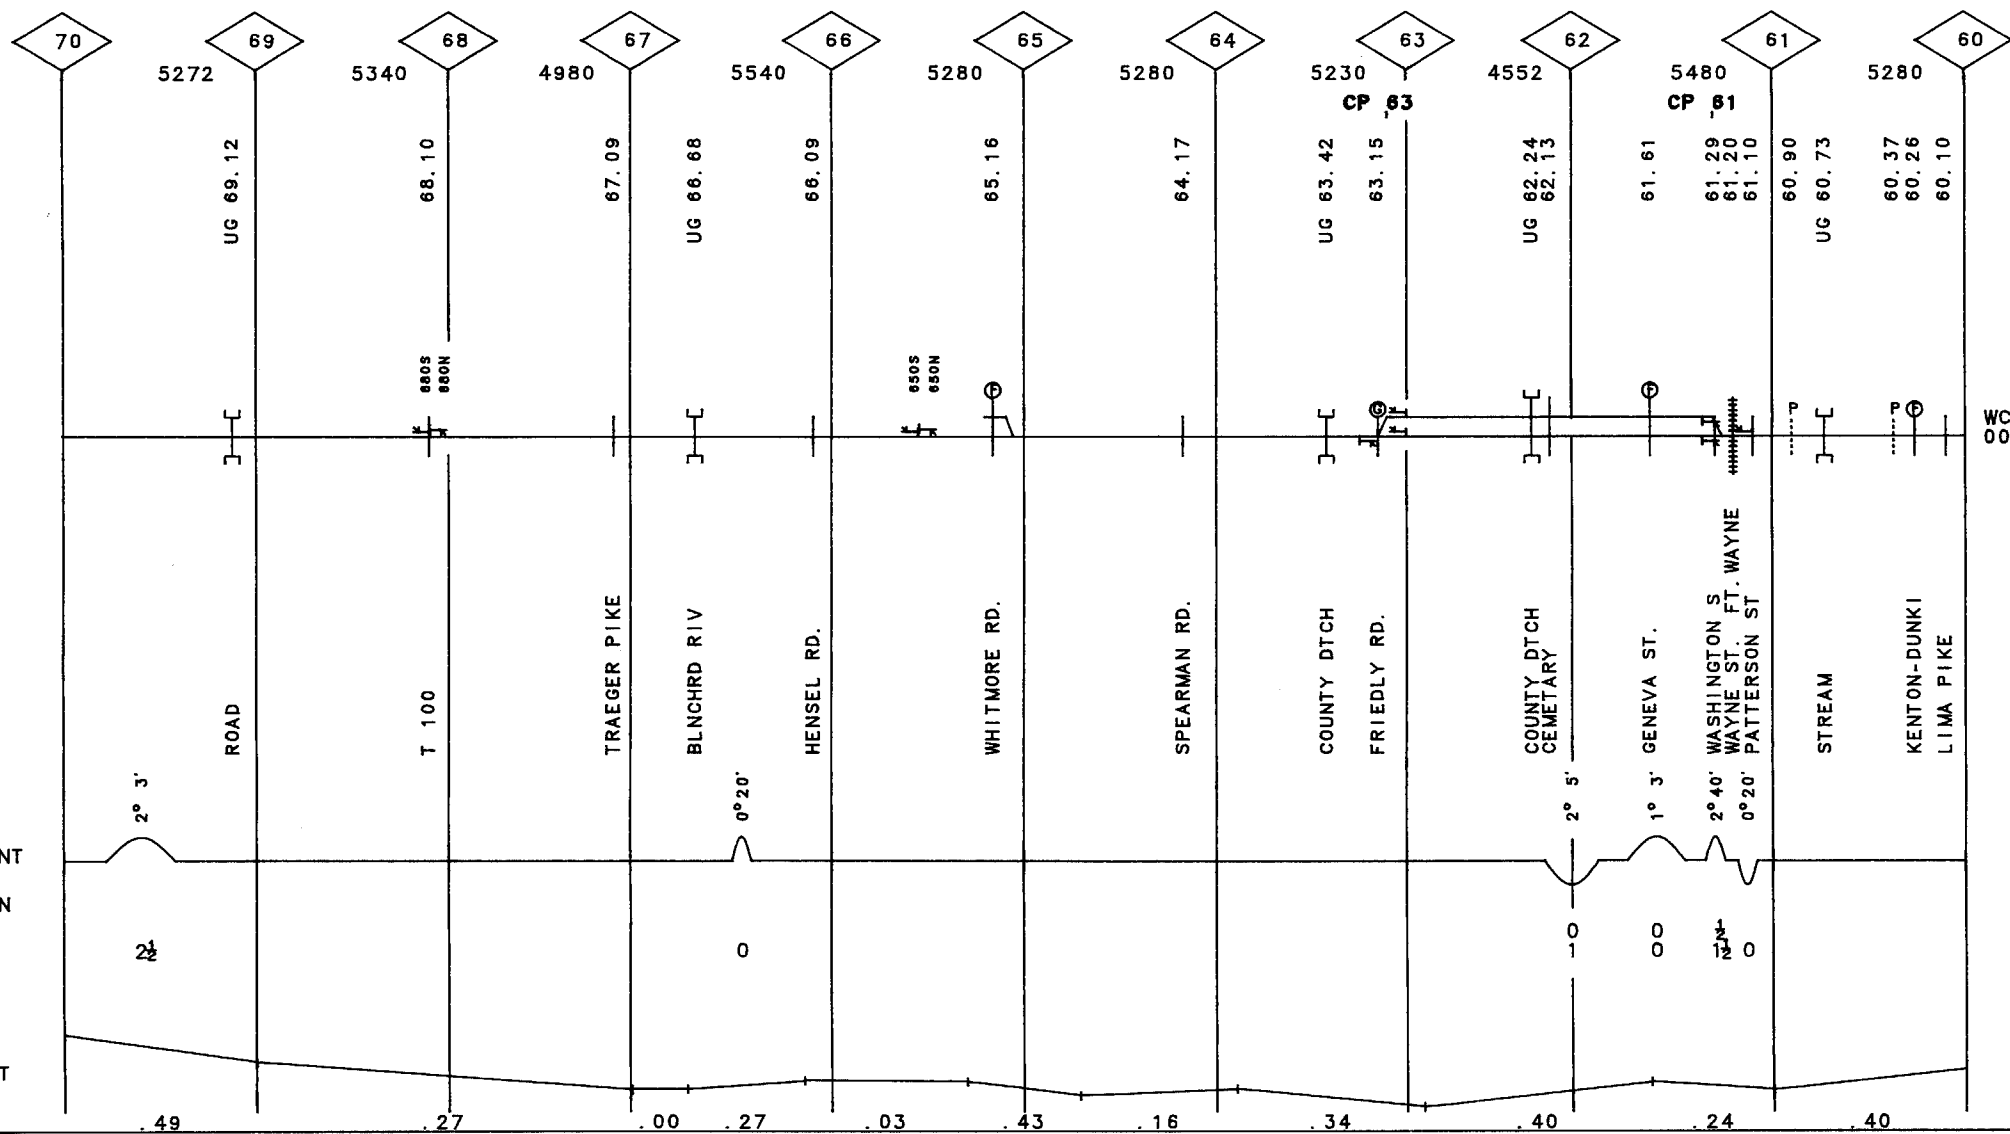 70 69 68 67 66 65 64 63 62 61 60
5272 5340 4980 5540 5280 5280 5230 4552 5480 5280
CP 63 CP 61
UG 69.12
68.10
67.09
UG 66.68
66.09
65.16
64.17
UG 63.42
63.15
UG 62.24
62.13
61.61
61.29
61.20
61.10
60.90
UG 60.73
60.37
60.26
60.10
680S
680N
650S
650N
F
G
F
P
P F
WC
00
ROAD
T 100
TRAEGER PIKE
BLNCHRD RIV
HENSEL RD.
WHITMORE RD.
SPEARMAN RD.
COUNTY DTCH
FRIEDLY RD.
COUNTY DTCH
CEMETARY
GENEVA ST.
WASHINGTON S
WAYNE ST. FT. WAYNE
PATTERSON ST
STREAM
KENTON-DUNKI
LIMA PIKE
2° 3'
0°20'
2° 5'
1° 3'
2°40'
0°20'
NT
N
0 0 ½
2½ 0 1 0 1½ 0
T
.49 .27 .00 .27 .03 .43 .16 .34 .40 .24 .40